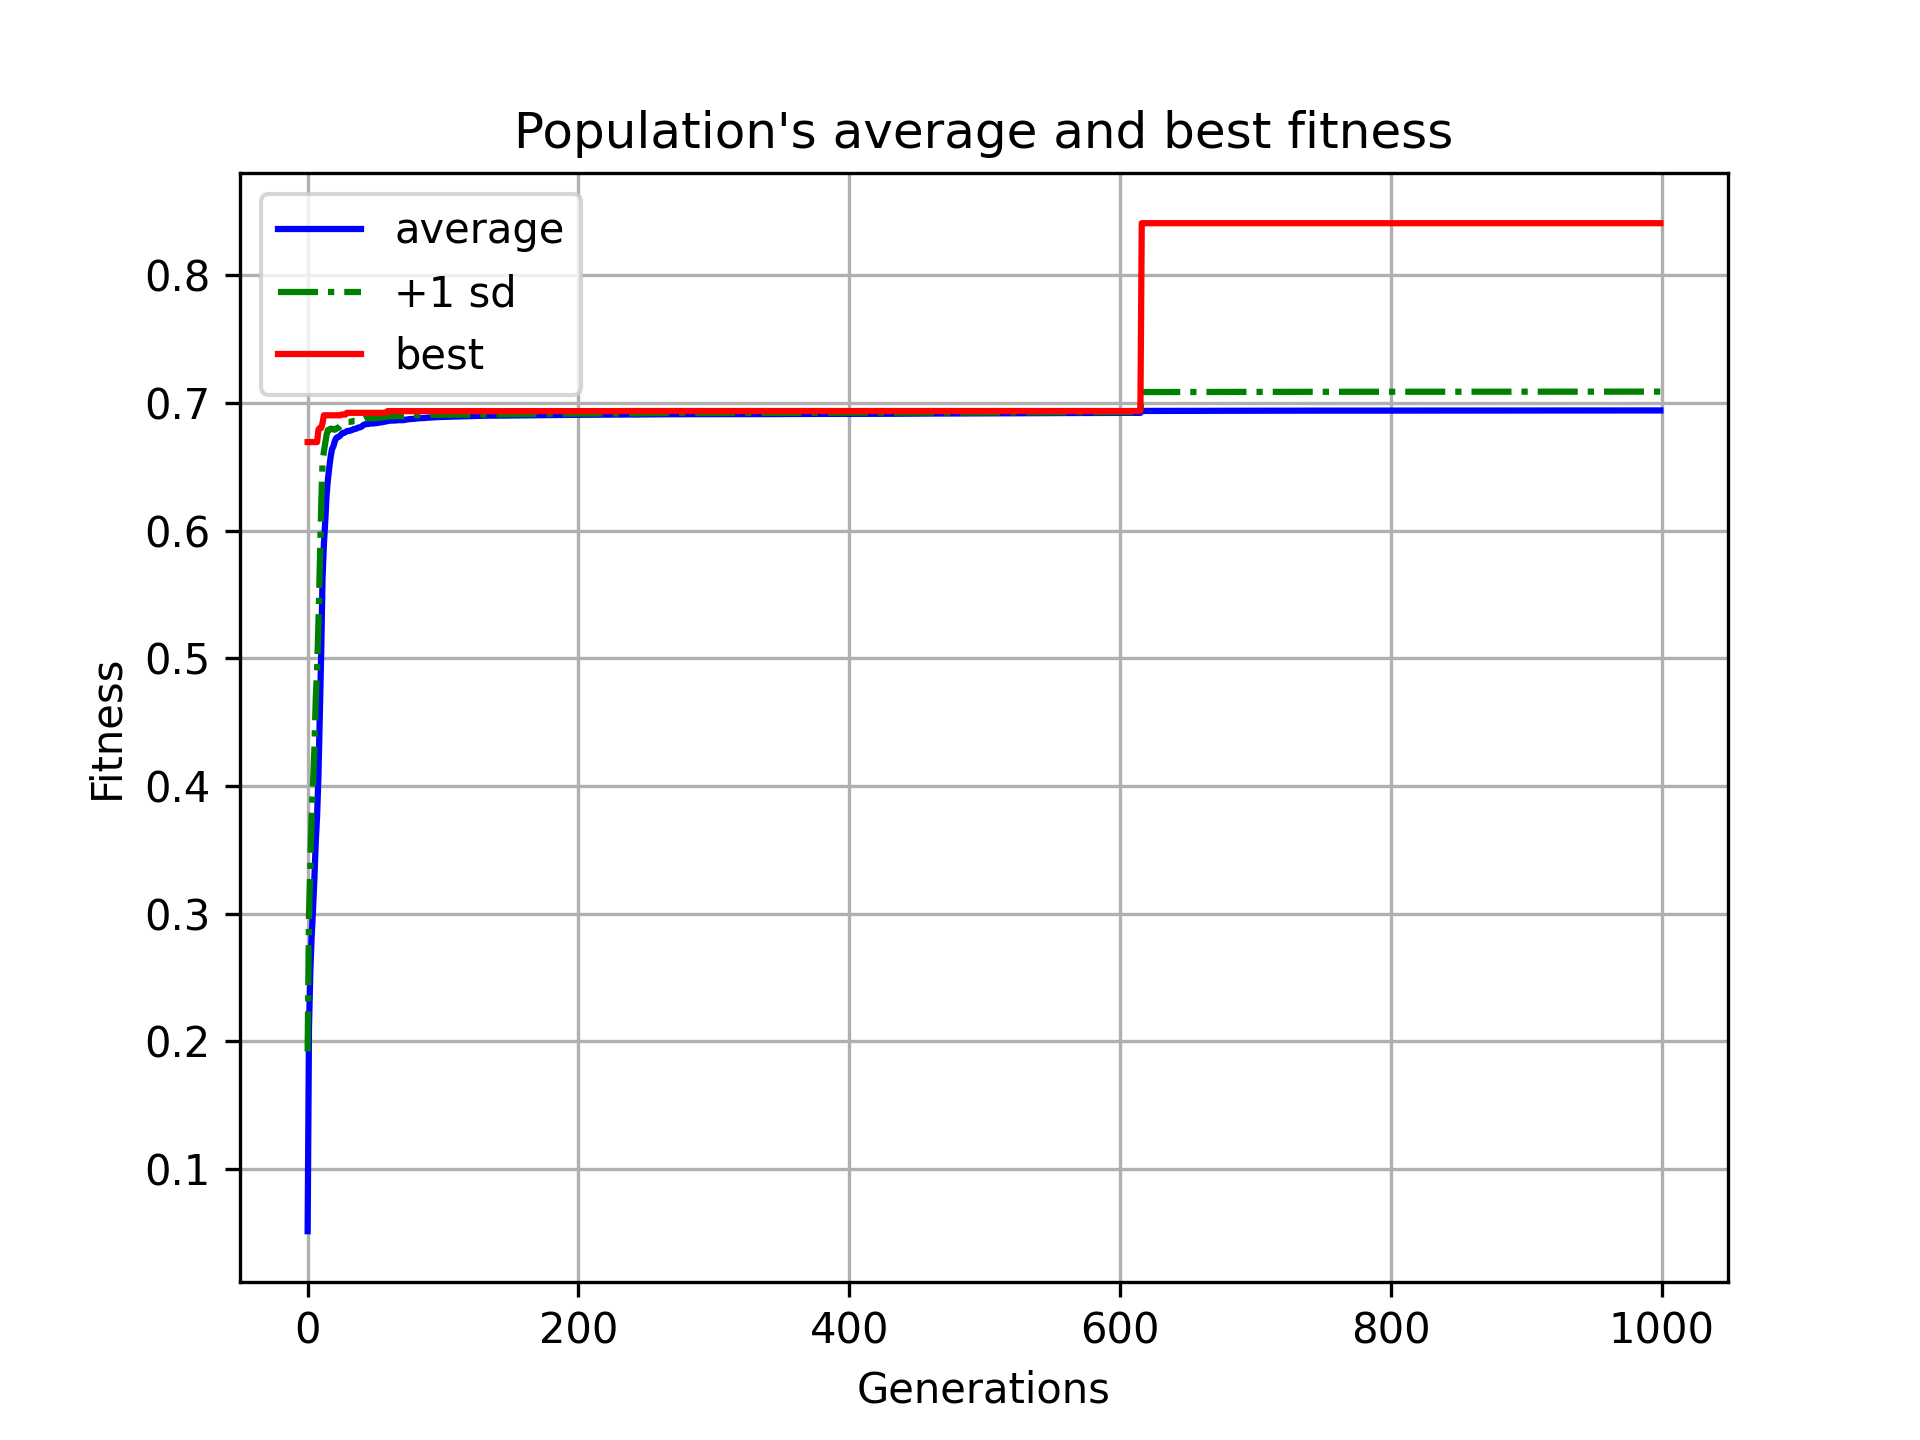 Population's average and best fitness
average
+1 sd
best
0.8
0.7
0.6
0.5
0.4
0.3
0.2
0.1
Fitness
0 200 400 600 800 1000
Generations